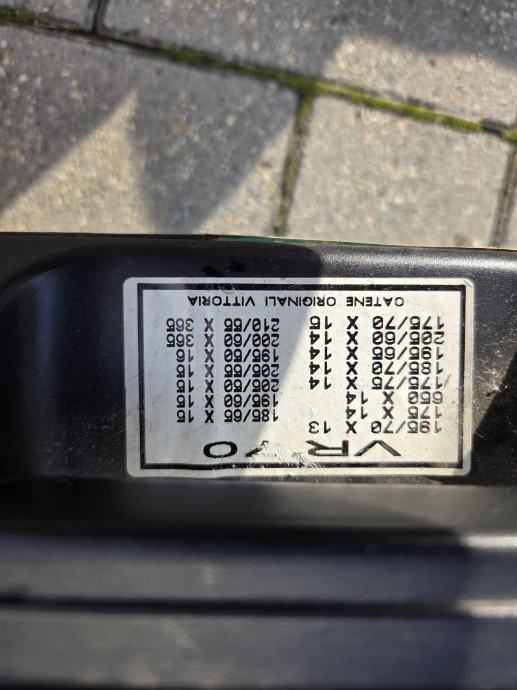 VR 70
195/70 X 13
175 X 14
650 X 14
175/75 X 14
185/70 X 14
195/65 X 14
205/60 X 14
175/70 X 15
185/65 X 15
195/60 X 15
205/60 X 15
205/55 X 15
195/60 X 16
200/60 X 365
210/55 X 365
CATENE ORIGINALI VITTORIA